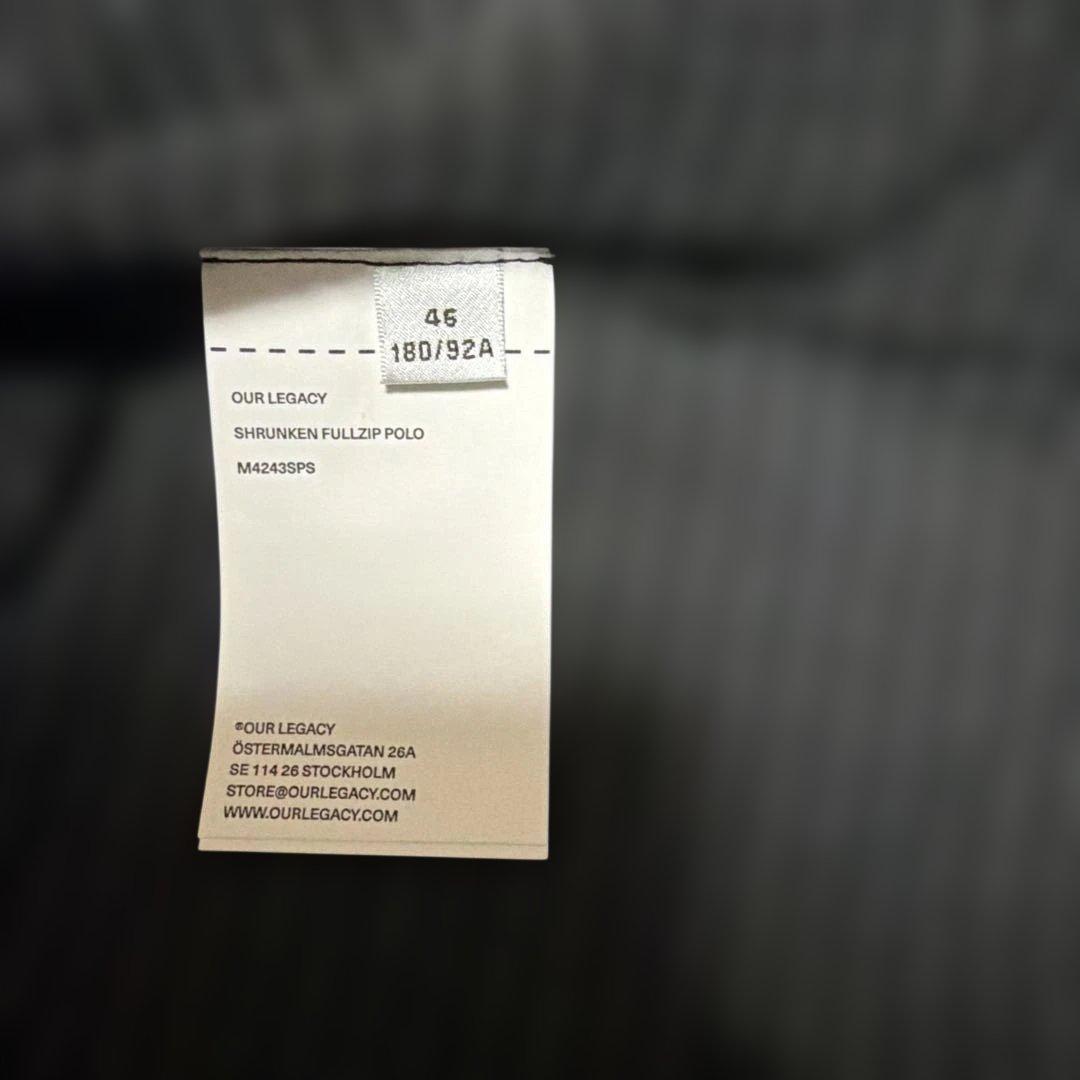 46
180/92A
OUR LEGACY
SHRUNKEN FULLZIP POLO
M4243SPS
®OUR LEGACY
ÖSTERMALMSGATAN 26A
SE 114 26 STOCKHOLM
STORE@OURLEGACY.COM
WWW.OURLEGACY.COM